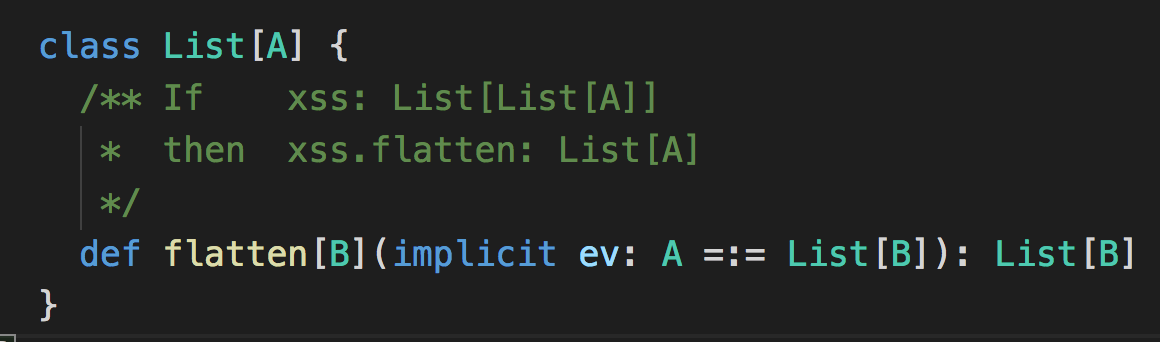 class List[A] {
/** If    xss: List[List[A]]
*  then  xss.flatten: List[A]
*/
def flatten[B](implicit ev: A =:= List[B]): List[B]
}